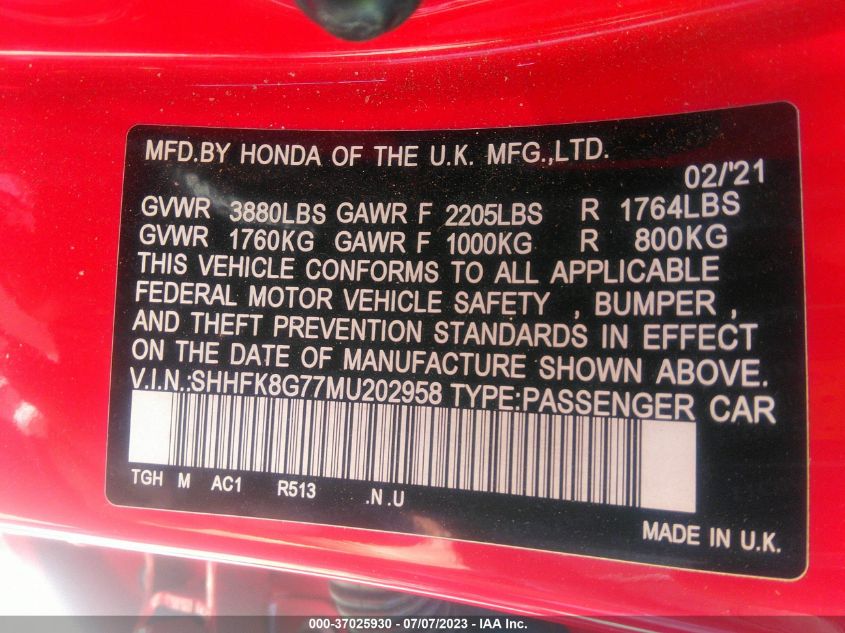 MFD.BY HONDA OF THE U.K. MFG.,LTD.
02/'21
GVWR 3880LBS GAWR F 2205LBS R 1764LBS
GVWR 1760KG GAWR F 1000KG R 800KG
THIS VEHICLE CONFORMS TO ALL APPLICABLE
FEDERAL MOTOR VEHICLE SAFETY , BUMPER ,
AND THEFT PREVENTION STANDARDS IN EFFECT
ON THE DATE OF MANUFACTURE SHOWN ABOVE.
V.I.N.:SHHFK8G77MU202958 TYPE:PASSENGER CAR
TGH M AC1 R513 .N .U
MADE IN U.K.
000-37025930 - 07/07/2023 - IAA Inc.